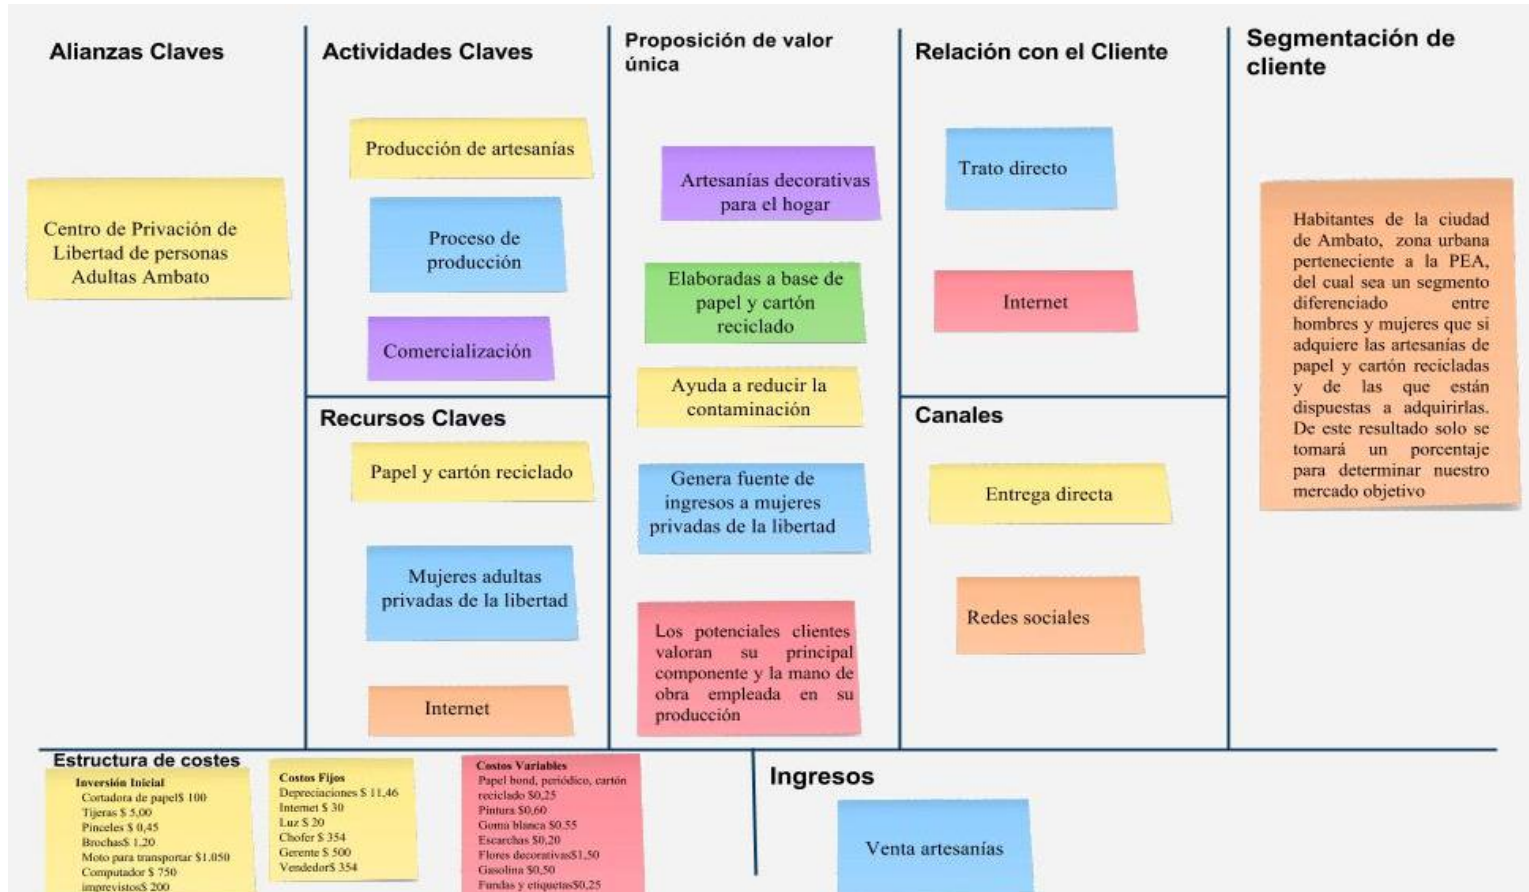 Alianzas Claves
Centro de Privación de
Libertad de personas
Adultas Ambato
Actividades Claves
Producción de artesanías
Proceso de
producción
Comercialización
Recursos Claves
Papel y cartón reciclado
Mujeres adultas
privadas de la libertad
Internet
Proposición de valor
única
Artesanías decorativas
para el hogar
Elaboradas a base de
papel y cartón
reciclado
Ayuda a reducir la
contaminación
Genera fuente de
ingresos a mujeres
privadas de la libertad
Los potenciales clientes
valoran su principal
componente y la mano de
obra empleada en su
producción
Relación con el Cliente
Trato directo
Internet
Canales
Entrega directa
Redes sociales
Segmentación de
cliente
Habitantes de la ciudad
de Ambato, zona urbana
perteneciente a la PEA,
del cual sea un segmento
diferenciado entre
hombres y mujeres que si
adquiere las artesanías de
papel y cartón recicladas
y de las que están
dispuestas a adquirirlas.
De este resultado solo se
tomará un porcentaje
para determinar nuestro
mercado objetivo
Estructura de costes
Inversión Inicial
Cortadora de papel$ 100
Tijeras $ 5,00
Pinceles $ 0,45
Brochas$ 1,20
Moto para transportar $1.050
Computador $ 750
imprevistos$ 200
Costos Fijos
Depreciaciones $ 11,46
Internet $ 30
Luz $ 20
Chofer $ 354
Gerente $ 500
Vendedor$ 354
Costos Variables
Papel bond, periódico, cartón
reciclado $0,25
Pintura $0,60
Goma blanca $0,55
Escarchas $0,20
Flores decorativas$1,50
Gasolina $0,50
Fundas y etiquetas$0,25
Ingresos
Venta artesanías